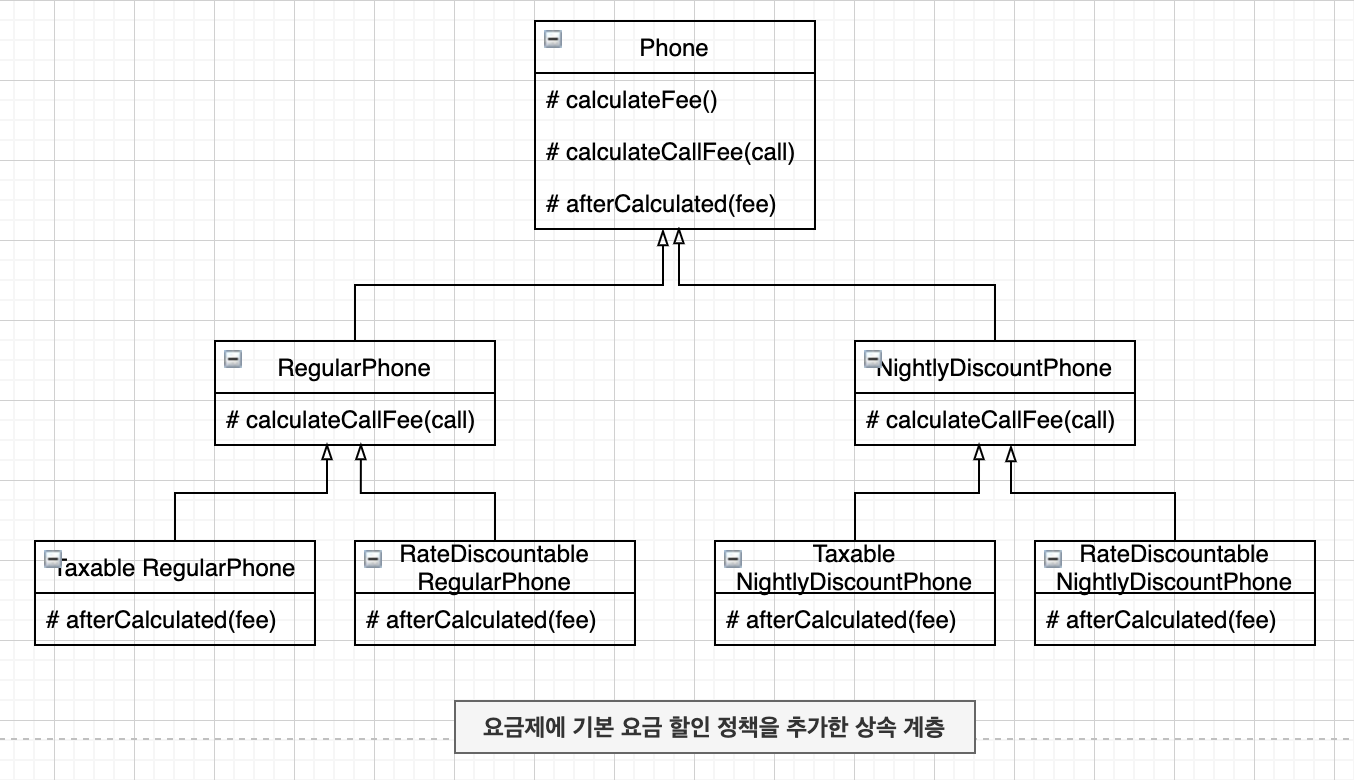 Phone
# calculateFee()
# calculateCallFee(call)
# afterCalculated(fee)
RegularPhone
# calculateCallFee(call)
NightlyDiscountPhone
# calculateCallFee(call)
Taxable RegularPhone
# afterCalculated(fee)
RateDiscountable
RegularPhone
# afterCalculated(fee)
Taxable
NightlyDiscountPhone
# afterCalculated(fee)
RateDiscountable
NightlyDiscountPhone
# afterCalculated(fee)
요금제에 기본 요금 할인 정책을 추가한 상속 계층